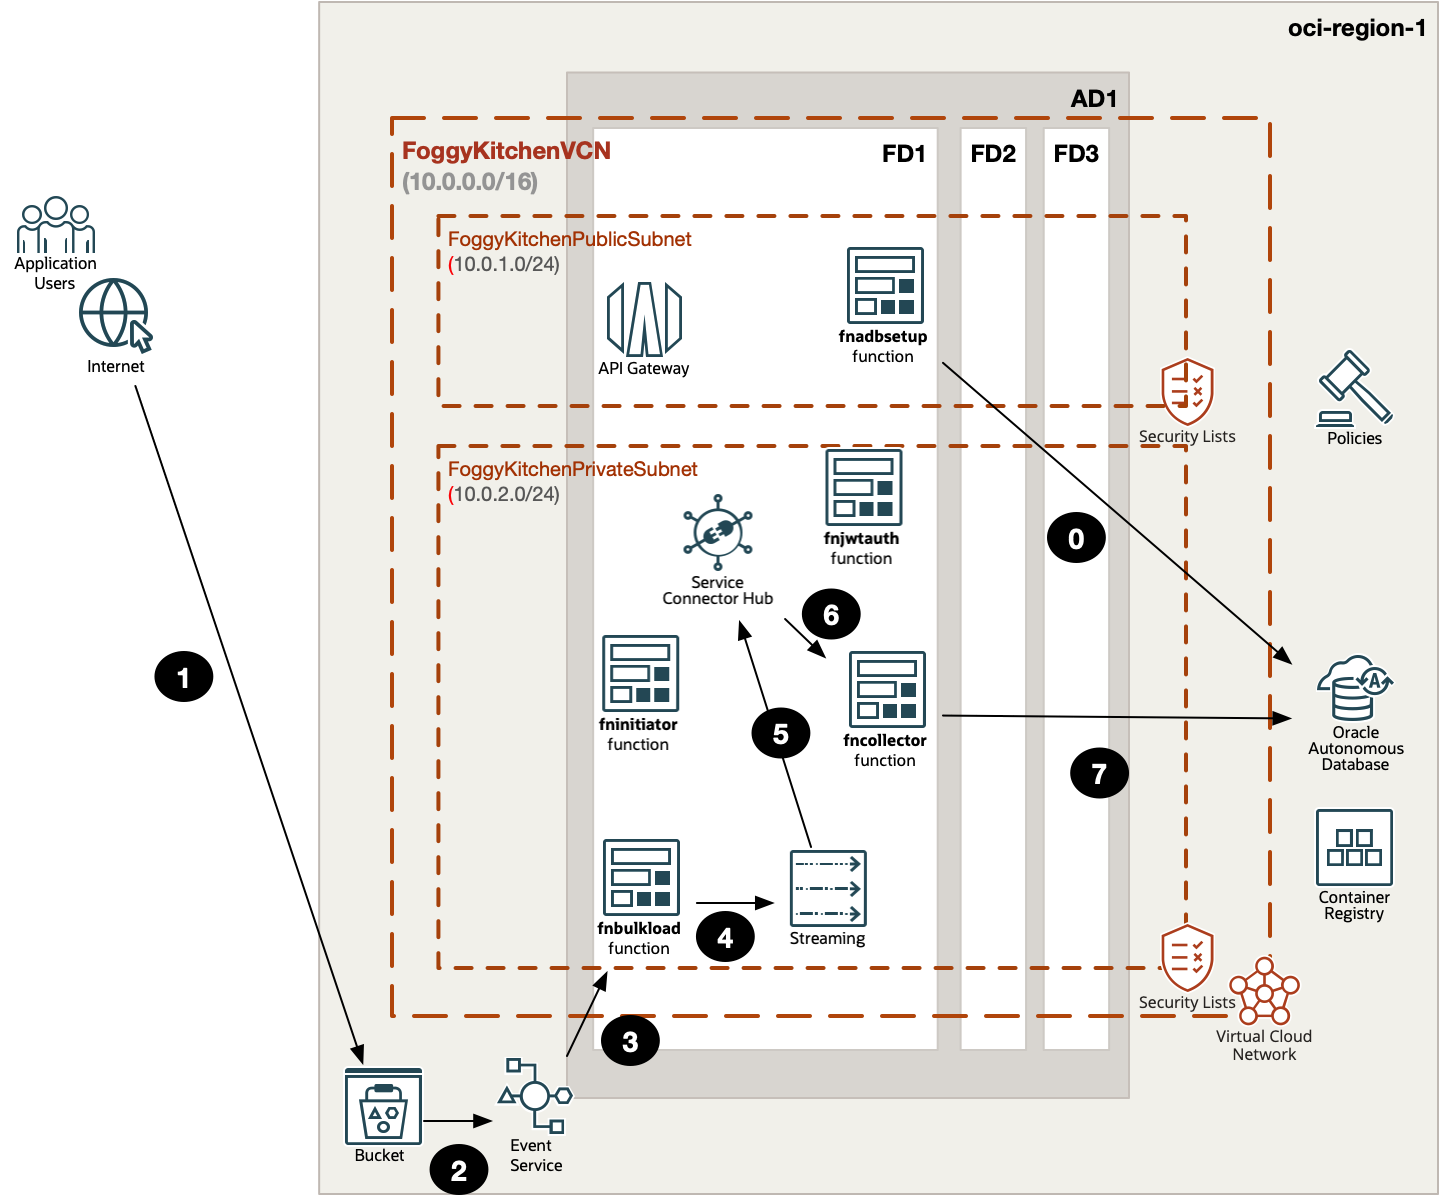 oci-region-1
AD1
FoggyKitchenVCN
(10.0.0.0/16)
FD1
FD2
FD3
Application
Users
Internet
FoggyKitchenPublicSubnet
(10.0.1.0/24)
API Gateway
fnadbsetup
function
Security Lists
Policies
FoggyKitchenPrivateSubnet
(10.0.2.0/24)
fnjwtauth
function
Service
Connector Hub
0
6
1
fninitiator
function
5
fncollector
function
7
Oracle
Autonomous
Database
Container
Registry
fnbulkload
function
4
Streaming
Security Lists
Virtual Cloud
Network
3
Bucket
2
Event
Service